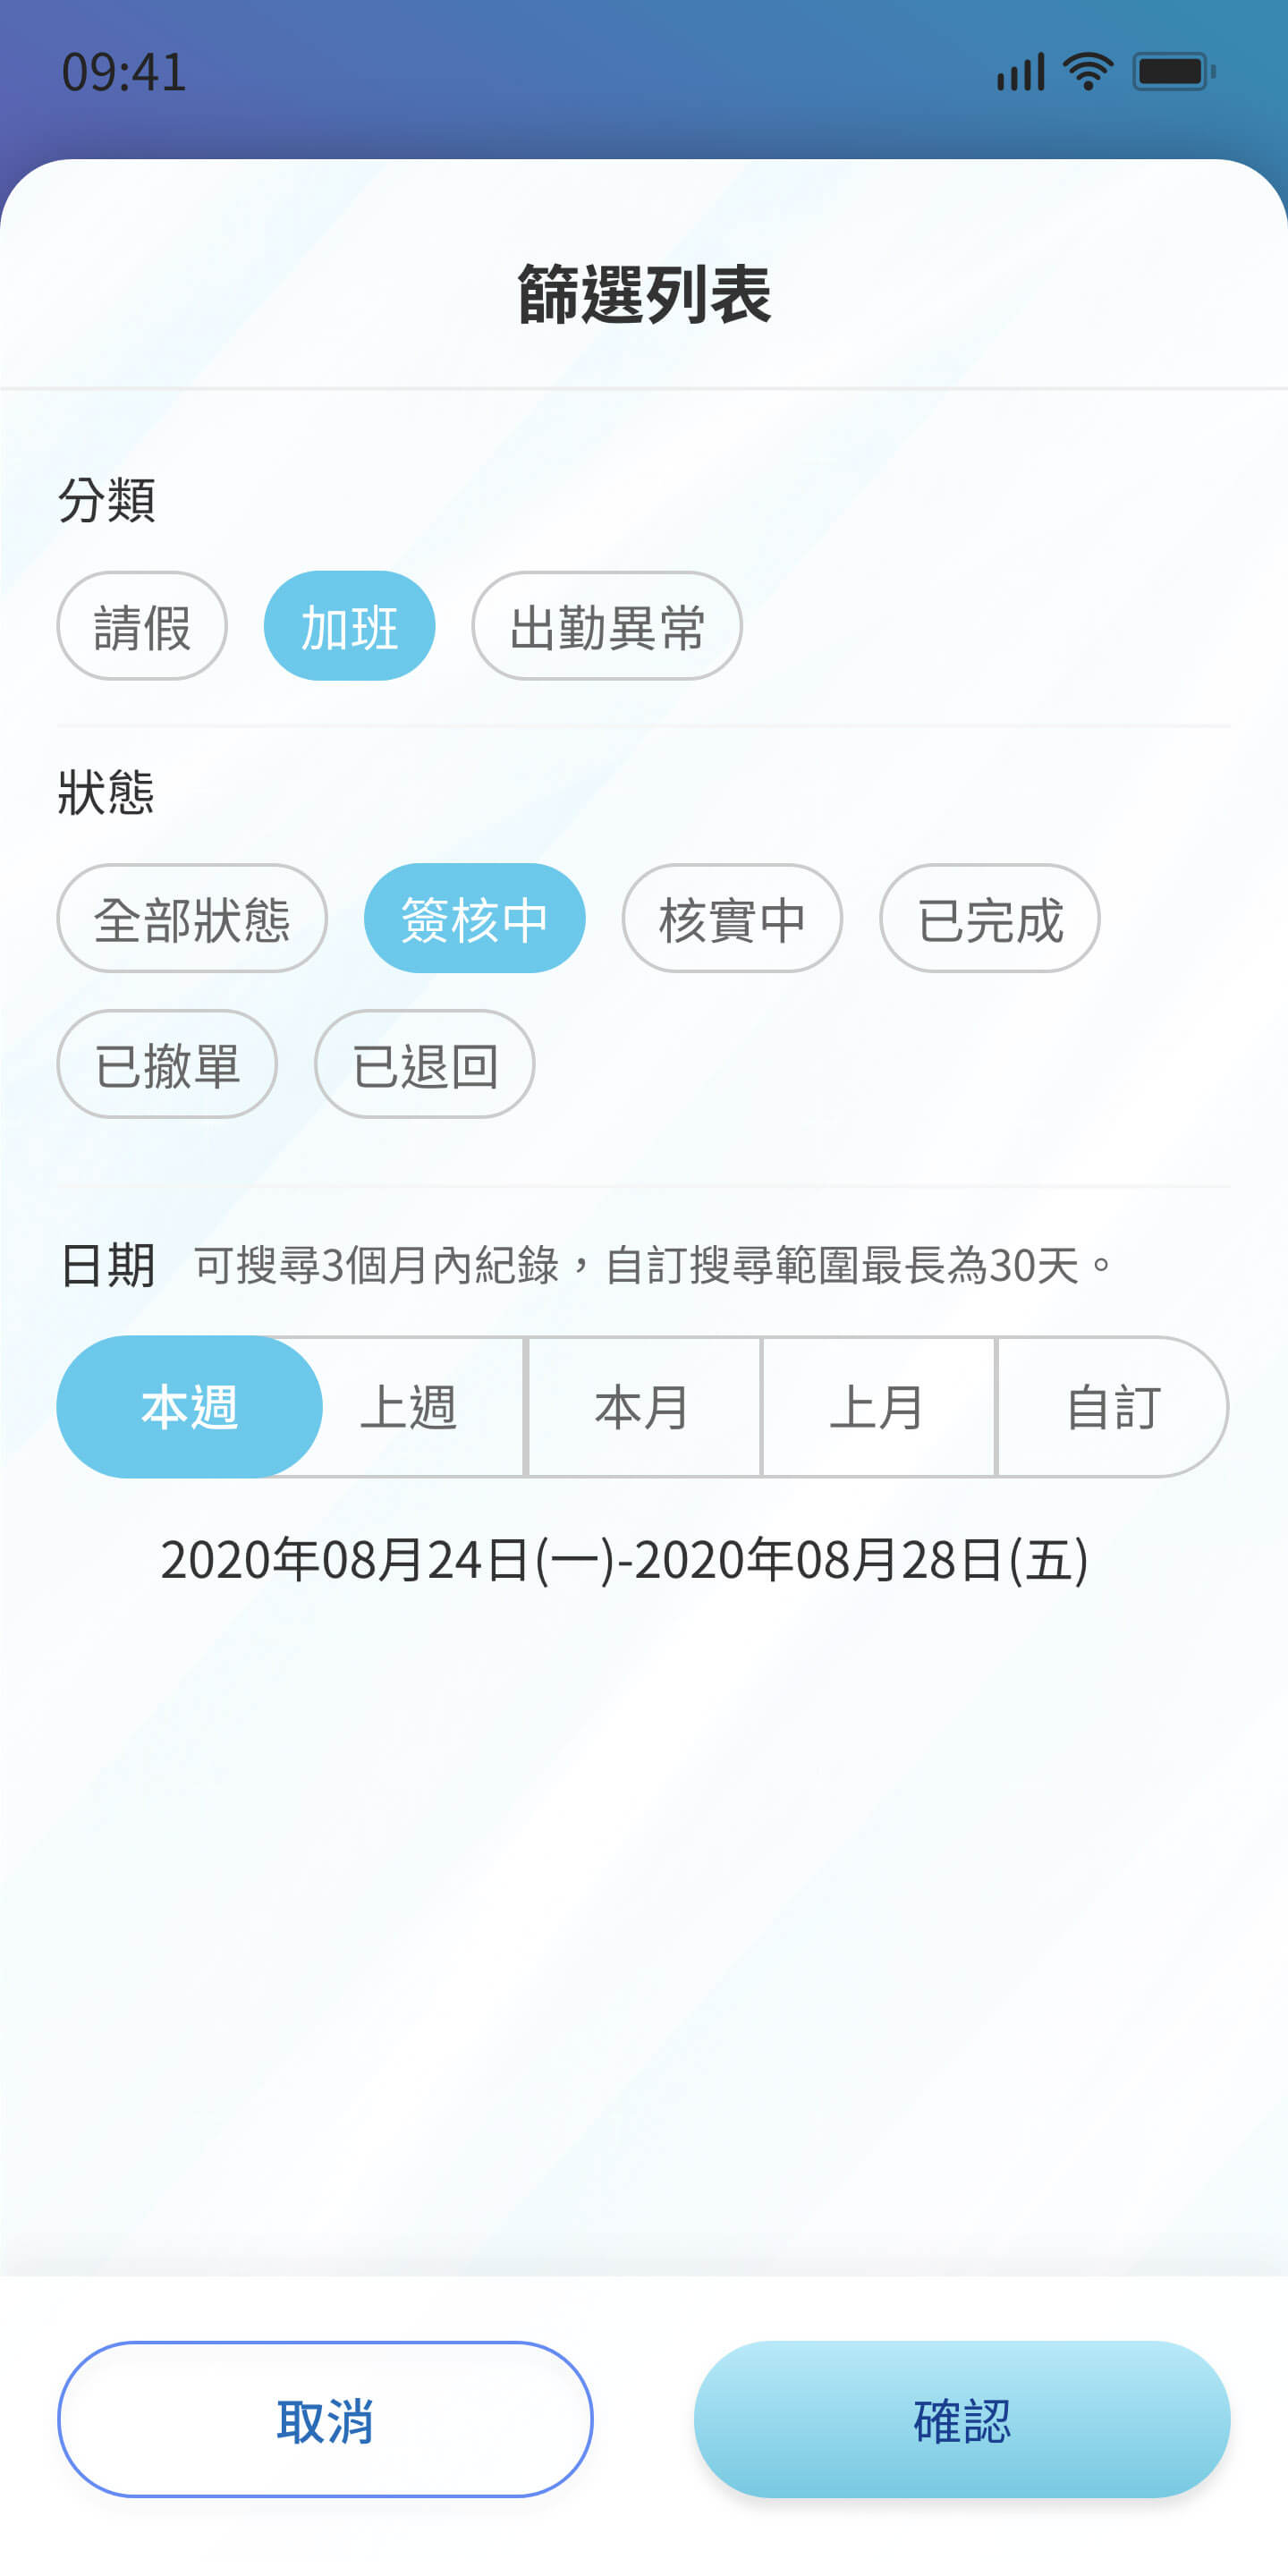 09:41
篩選列表
分類
請假 加班 出勤異常
狀態
全部狀態 簽核中 核實中 已完成
已撤單 已退回
日期 可搜尋3個月內紀錄，自訂搜尋範圍最長為30天。
本週 上週 本月 上月 自訂
2020年08月24日(一)-2020年08月28日(五)
取消 確認